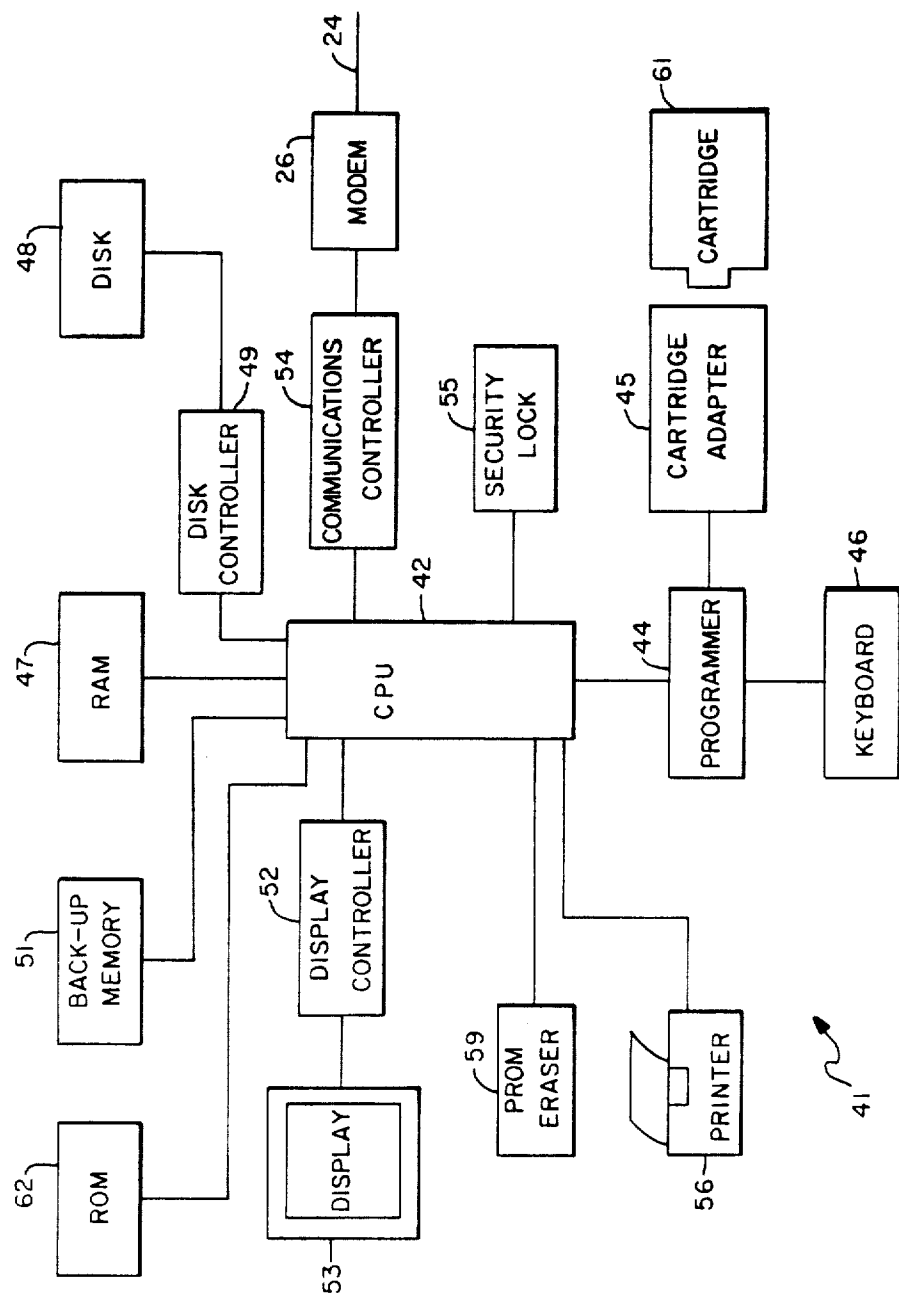 62
ROM
51
BACK-UP
MEMORY
47
RAM
48
DISK
49
DISK
CONTROLLER
53
DISPLAY
52
DISPLAY
CONTROLLER
42
CPU
54
COMMUNICATIONS
CONTROLLER
26
MODEM
24
59
PROM
ERASER
55
SECURITY
LOCK
56
PRINTER
44
PROGRAMMER
45
CARTRIDGE
ADAPTER
61
CARTRIDGE
46
KEYBOARD
41